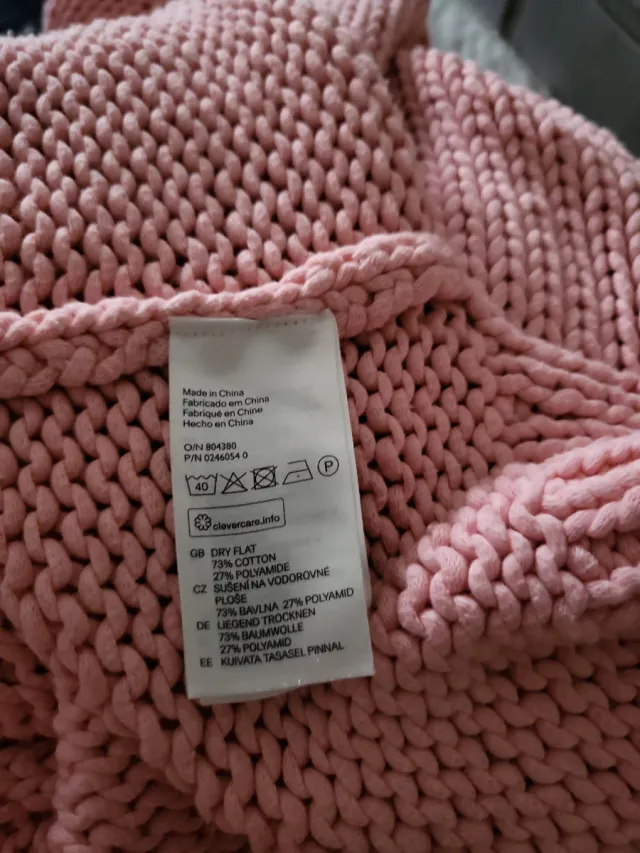 Made in China
Fabricado em China
Fabriqué en Chine
Hecho en China
O/N 804380
P/N 0246054 0
40 P
clevercare.info
GB DRY FLAT
73% COTTON
27% POLYAMIDE
CZ SUŠENÍ NA VODOROVNÉ
PLOŠE
73% BAVLNA 27% POLYAMID
DE LIEGEND TROCKNEN
73% BAUMWOLLE
27% POLYAMID
EE KUIVATA TASASEL PINNAL